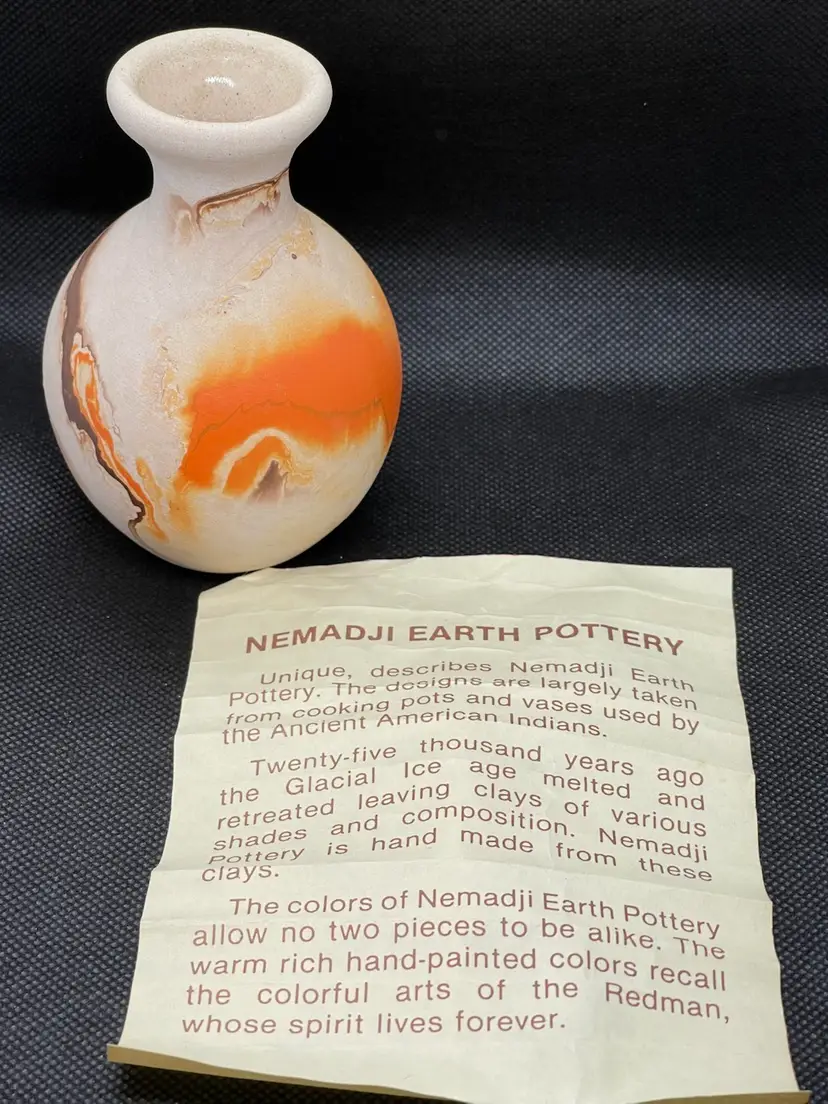 NEMADJI EARTH POTTERY
Unique, describes Nemadji Earth
Pottery. The designs are largely taken
from cooking pots and vases used by
the Ancient American Indians.
Twenty-five thousand years ago
the Glacial Ice age melted and
retreated leaving clays of various
shades and composition. Nemadji
Pottery is hand made from these
clays.
The colors of Nemadji Earth Pottery
allow no two pieces to be alike. The
warm rich hand-painted colors recall
the colorful arts of the Redman,
whose spirit lives forever.